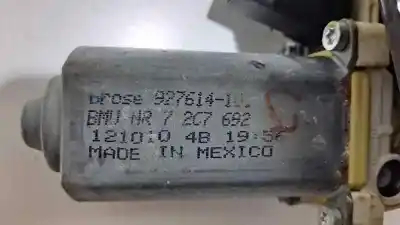 brose 927614-10
BMW NR 7 2C7 692
121010 4B 19:5
MADE IN MEXICO